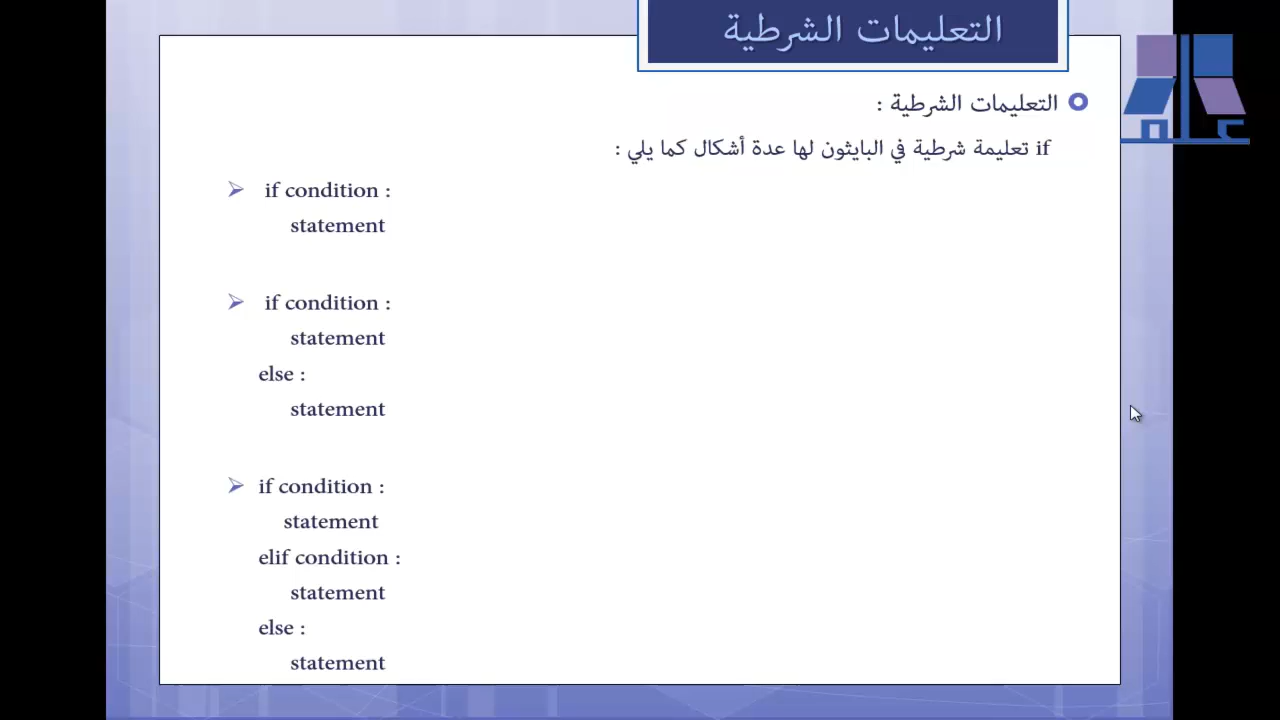 التعليمات الشرطية
علم
التعليمات الشرطية :
if تعليمة شرطية في البايثون لها عدة أشكال كما يلي :
if condition :
statement
if condition :
statement
else :
statement
if condition :
statement
elif condition :
statement
else :
statement